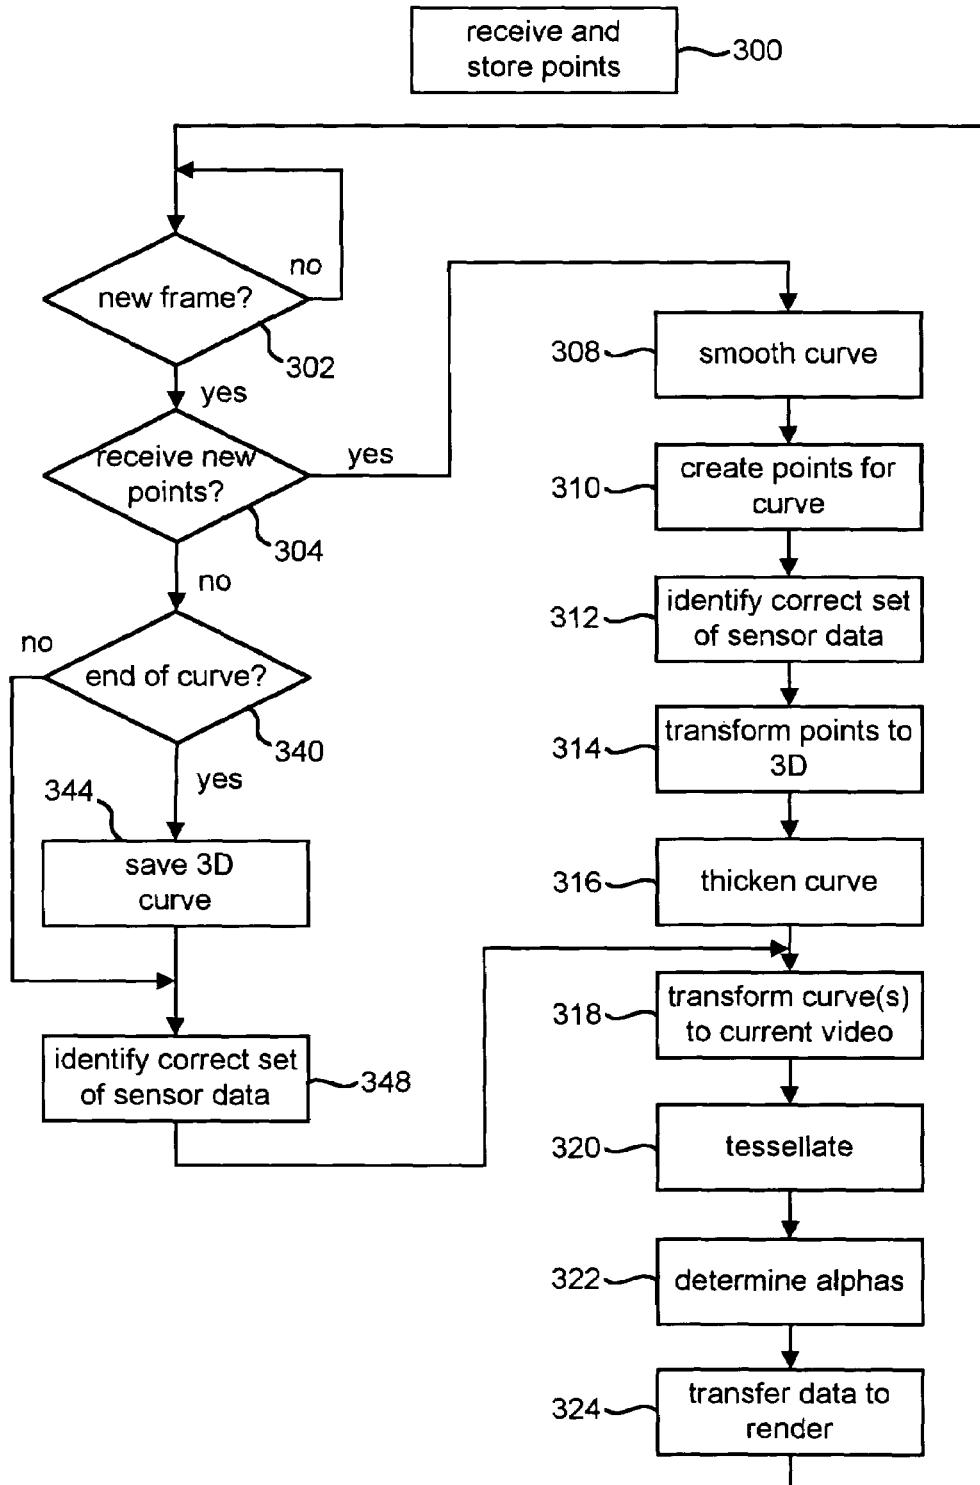 receive and
store points
300
new frame?
no
302
yes
receive new
points?
yes
304
no
end of curve?
no
340
yes
344
save 3D
curve
identify correct set
of sensor data
348
308
smooth curve
310
create points for
curve
312
identify correct set
of sensor data
314
transform points to
3D
316
thicken curve
318
transform curve(s)
to current video
320
tessellate
322
determine alphas
324
transfer data to
render